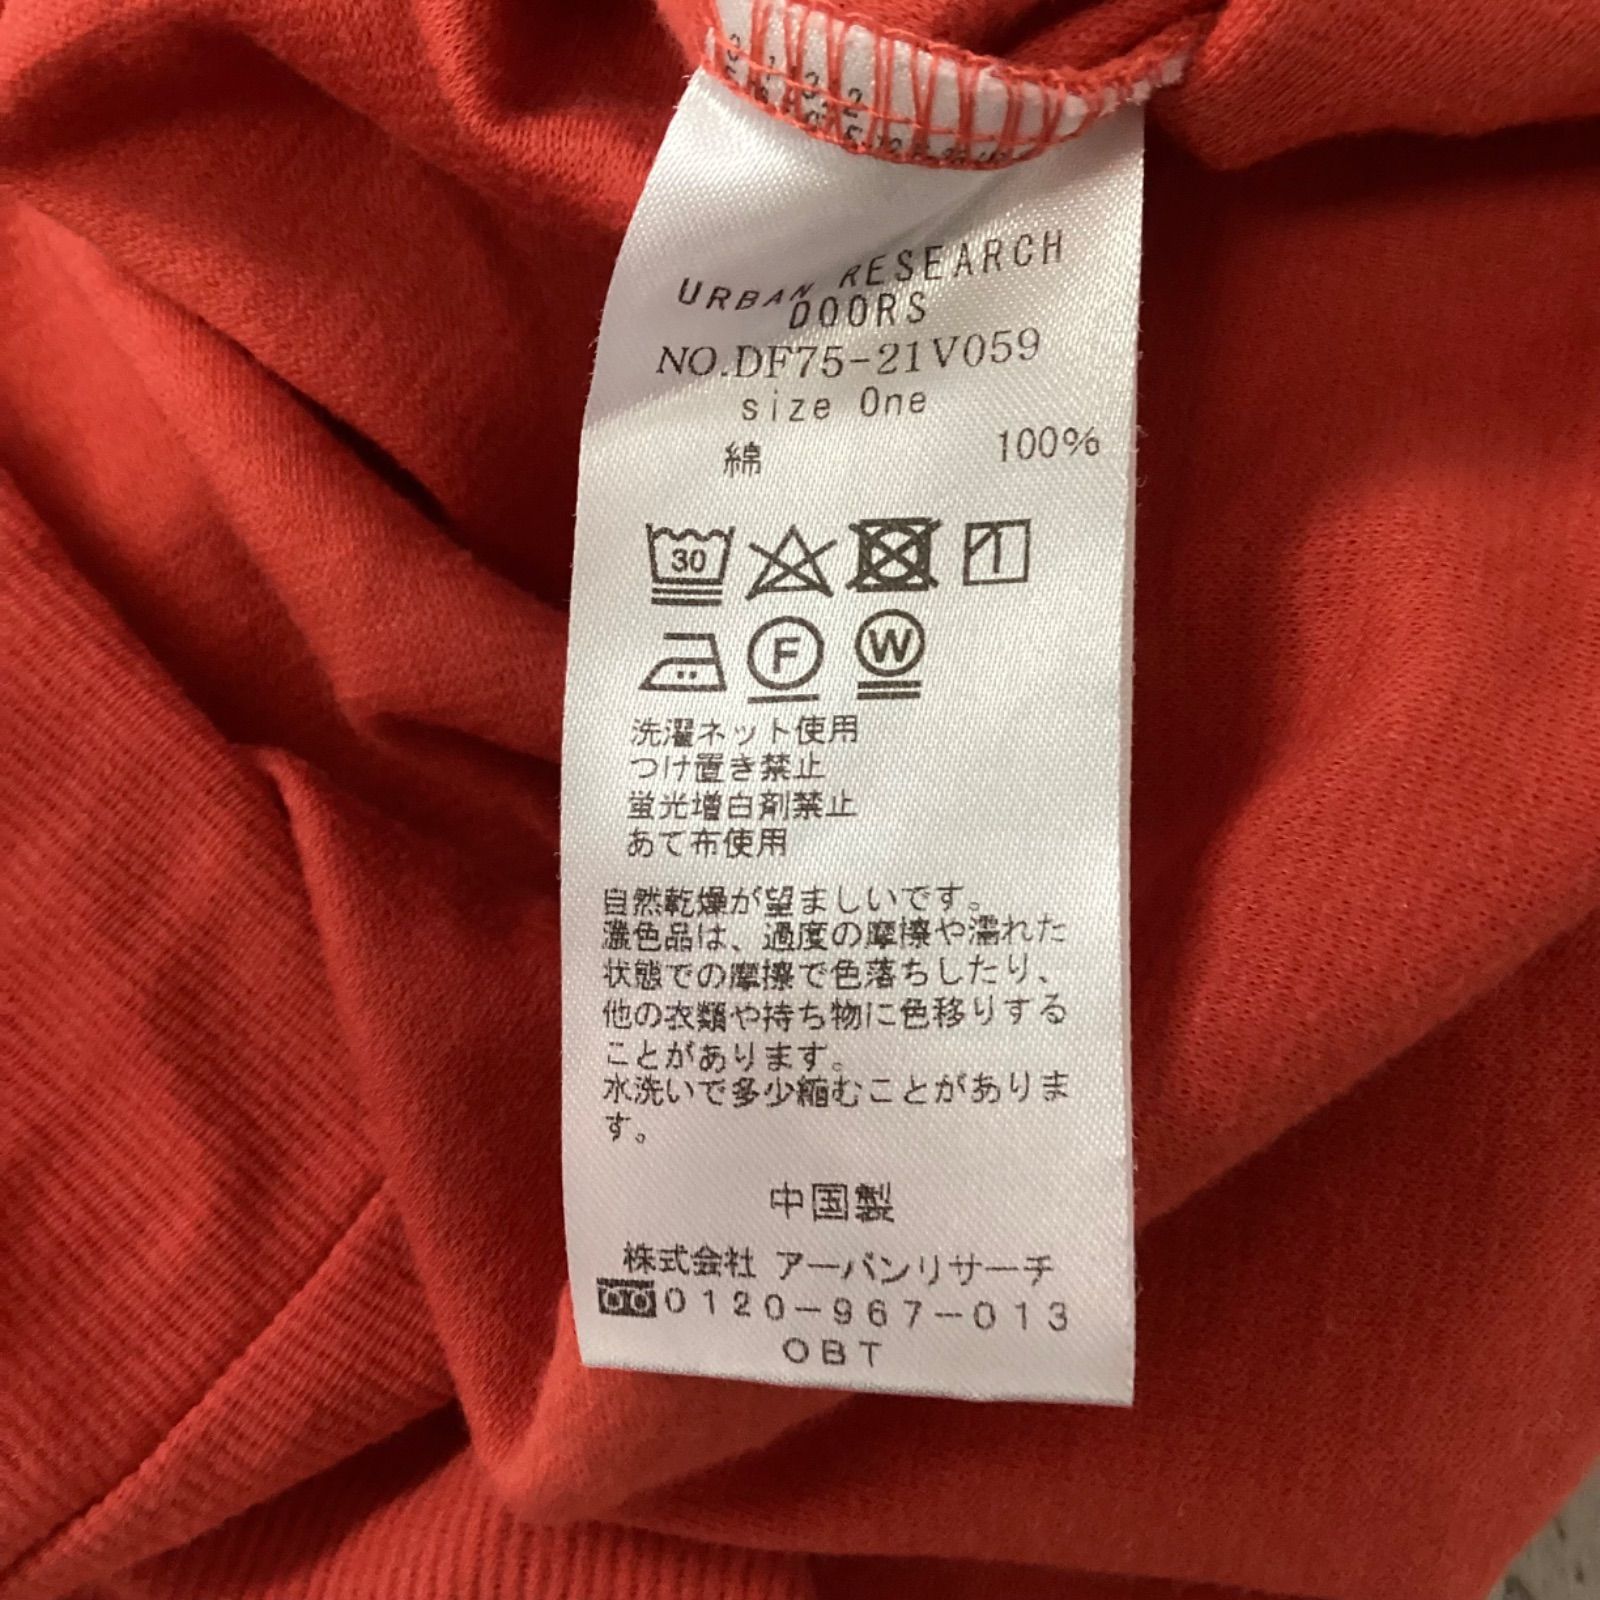 URBAN RESEARCH
DOORS
NO.DF75-21V059
size One
綿 100%
30
F W
洗濯ネット使用
つけ置き禁止
蛍光増白剤禁止
あて布使用
自然乾燥が望ましいです。
濃色品は、過度の摩擦や濡れた
状態での摩擦で色落ちしたり、
他の衣類や持ち物に色移りする
ことがあります。
水洗いで多少縮むことがありま
す。
中国製
株式会社 アーバンリサーチ
0120-967-013
OBT